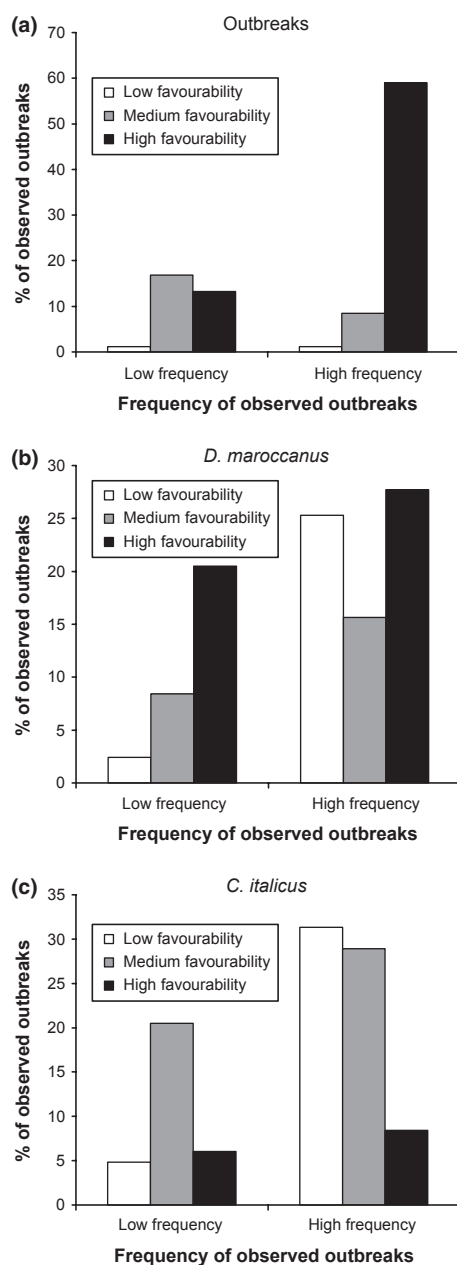 (a) Outbreaks
70
60
50
40
30
20
10
0
% of observed outbreaks
Low favourability
Medium favourability
High favourability
Low frequency High frequency
Frequency of observed outbreaks
(b) D. maroccanus
30
25
20
15
10
5
0
% of observed outbreaks
Low favourability
Medium favourability
High favourability
Low frequency High frequency
Frequency of observed outbreaks
(c) C. italicus
35
30
25
20
15
10
5
0
% of observed outbreaks
Low favourability
Medium favourability
High favourability
Low frequency High frequency
Frequency of observed outbreaks